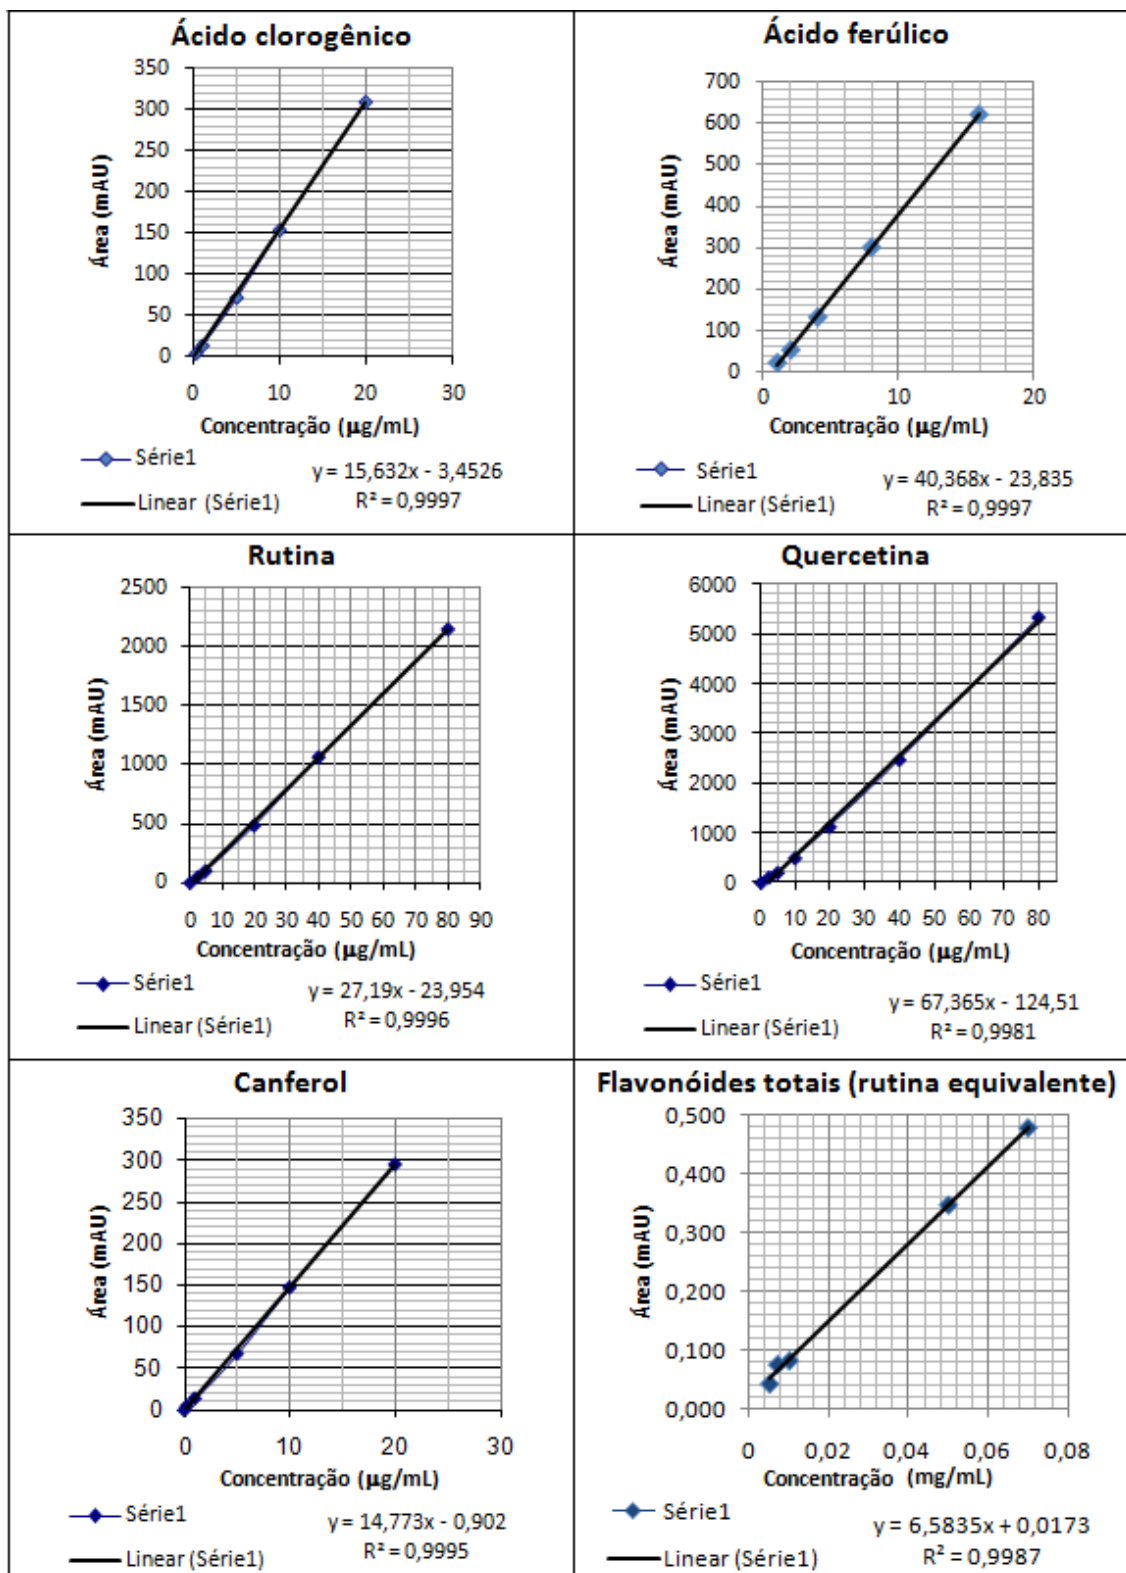 Ácido clorogênico
350
300
250
200
150
100
50
0
Área (mAU)
0 10 20 30
Concentração (µg/mL)
Série1
Linear (Série1)
y = 15,632x - 3,4526
R² = 0,9997
Ácido ferúlico
700
600
500
400
300
200
100
0
Área (mAU)
0 10 20
Concentração (µg/mL)
Série1
Linear (Série1)
y = 40,368x - 23,835
R² = 0,9997
Rutina
2500
2000
1500
1000
500
0
Área (mAU)
0 10 20 30 40 50 60 70 80 90
Concentração (µg/mL)
Série1
Linear (Série1)
y = 27,19x - 23,954
R² = 0,9996
Quercetina
6000
5000
4000
3000
2000
1000
0
Área (mAU)
0 10 20 30 40 50 60 70 80
Concentração (µg/mL)
Série1
Linear (Série1)
y = 67,365x - 124,51
R² = 0,9981
Canferol
350
300
250
200
150
100
50
0
Área (mAU)
0 10 20 30
Concentração (µg/mL)
Série1
Linear (Série1)
y = 14,773x - 0,902
R² = 0,9995
Flavonóides totais (rutina equivalente)
0,500
0,400
0,300
0,200
0,100
0,000
Área (mAU)
0 0,02 0,04 0,06 0,08
Concentração (mg/mL)
Série1
Linear (Série1)
y = 6,5835x + 0,0173
R² = 0,9987